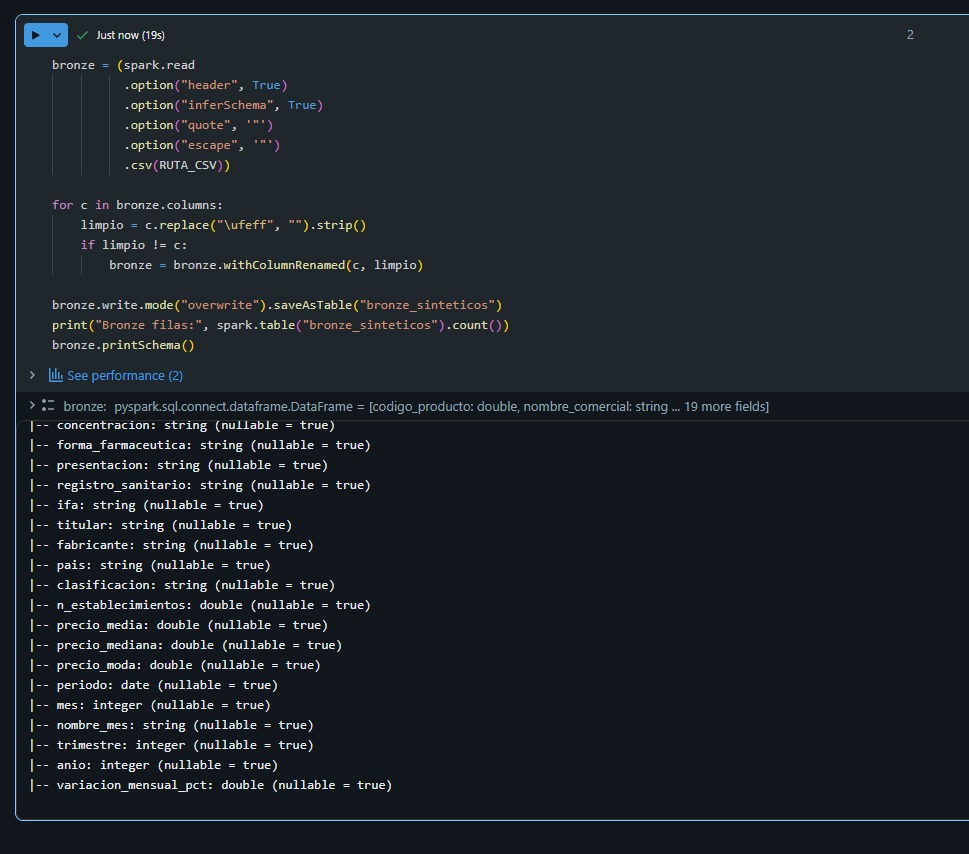 Just now (19s)
2
bronze = (spark.read
.option("header", True)
.option("inferSchema", True)
.option("quote", '"')
.option("escape", '"')
.csv(RUTA_CSV))
for c in bronze.columns:
limpio = c.replace("\ufeff", "").strip()
if limpio != c:
bronze = bronze.withColumnRenamed(c, limpio)
bronze.write.mode("overwrite").saveAsTable("bronze_sinteticos")
print("Bronze filas:", spark.table("bronze_sinteticos").count())
bronze.printSchema()
See performance (2)
bronze: pyspark.sql.connect.dataframe.DataFrame = [codigo_producto: double, nombre_comercial: string ... 19 more fields]
|-- concentracion: string (nullable = true)
|-- forma_farmaceutica: string (nullable = true)
|-- presentacion: string (nullable = true)
|-- registro_sanitario: string (nullable = true)
|-- ifa: string (nullable = true)
|-- titular: string (nullable = true)
|-- fabricante: string (nullable = true)
|-- pais: string (nullable = true)
|-- clasificacion: string (nullable = true)
|-- n_establecimientos: double (nullable = true)
|-- precio_media: double (nullable = true)
|-- precio_mediana: double (nullable = true)
|-- precio_moda: double (nullable = true)
|-- periodo: date (nullable = true)
|-- mes: integer (nullable = true)
|-- nombre_mes: string (nullable = true)
|-- trimestre: integer (nullable = true)
|-- anio: integer (nullable = true)
|-- variacion_mensual_pct: double (nullable = true)